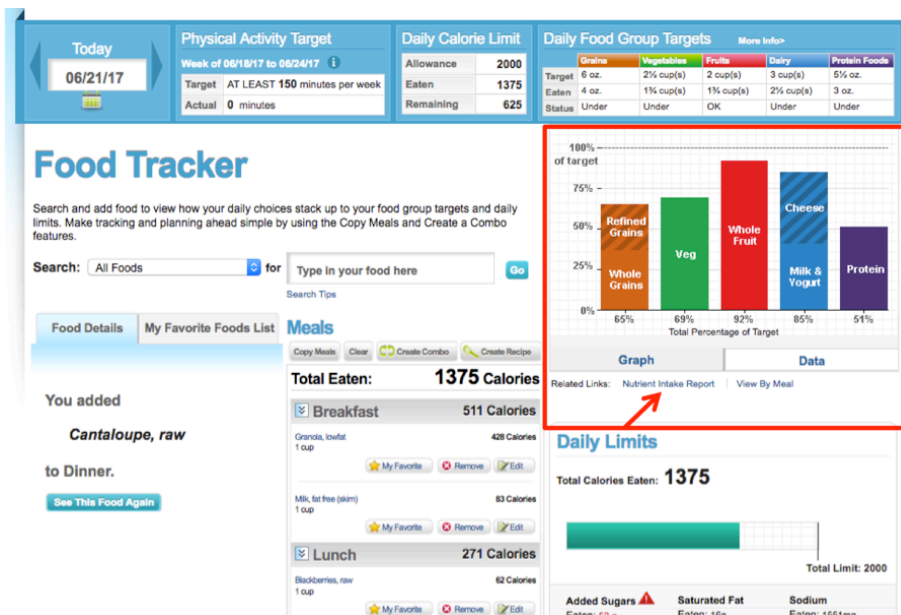 Today
06/21/17
Physical Activity Target
Week of 06/18/17 to 06/24/17 i
Target AT LEAST 150 minutes per week
Actual 0 minutes
Daily Calorie Limit
Allowance 2000
Eaten 1375
Remaining 625
Daily Food Group Targets More Info>
Grains Vegetables Fruits Dairy Protein Foods
Target 6 oz. 2½ cup(s) 2 cup(s) 3 cup(s) 5½ oz.
Eaten 4 oz. 1¾ cup(s) 1¾ cup(s) 2½ cup(s) 3 oz.
Status Under Under OK Under Under
Food Tracker
Search and add food to view how your daily choices stack up to your food group targets and daily
limits. Make tracking and planning ahead simple by using the Copy Meals and Create a Combo
features.
Search: All Foods for Type in your food here Go
Search Tips
Food Details My Favorite Foods List
You added
Cantaloupe, raw
to Dinner.
See This Food Again
Meals
Copy Meals Clear Create Combo Create Recipe
Total Eaten: 1375 Calories
Breakfast 511 Calories
Granola, lowfat 428 Calories
1 cup
My Favorite Remove Edit
Milk, fat free (skim) 83 Calories
1 cup
My Favorite Remove Edit
Lunch 271 Calories
Blackberries, raw 62 Calories
1 cup
My Favorite Remove Edit
100%
of target
75%
50%
25%
0%
Refined
Grains
Whole
Grains
Veg
Whole
Fruit
Cheese
Milk &
Yogurt
Protein
65% 69% 92% 85% 51%
Total Percentage of Target
Graph Data
Related Links: Nutrient Intake Report View By Meal
Daily Limits
Total Calories Eaten: 1375
Total Limit: 2000
Added Sugars Saturated Fat Sodium
Eaten: Eaten: Eaten: